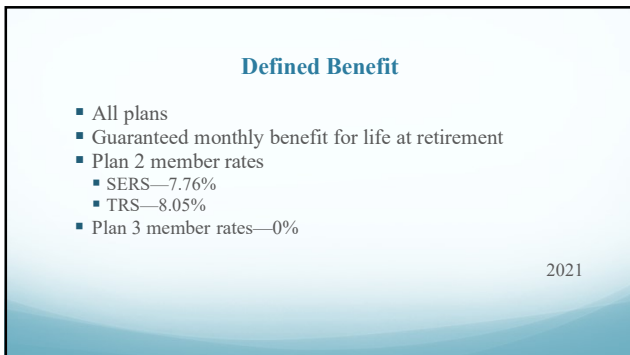 Defined Benefit
▪ All plans
▪ Guaranteed monthly benefit for life at retirement
▪ Plan 2 member rates
▪ SERS—7.76%
▪ TRS—8.05%
▪ Plan 3 member rates—0%
2021